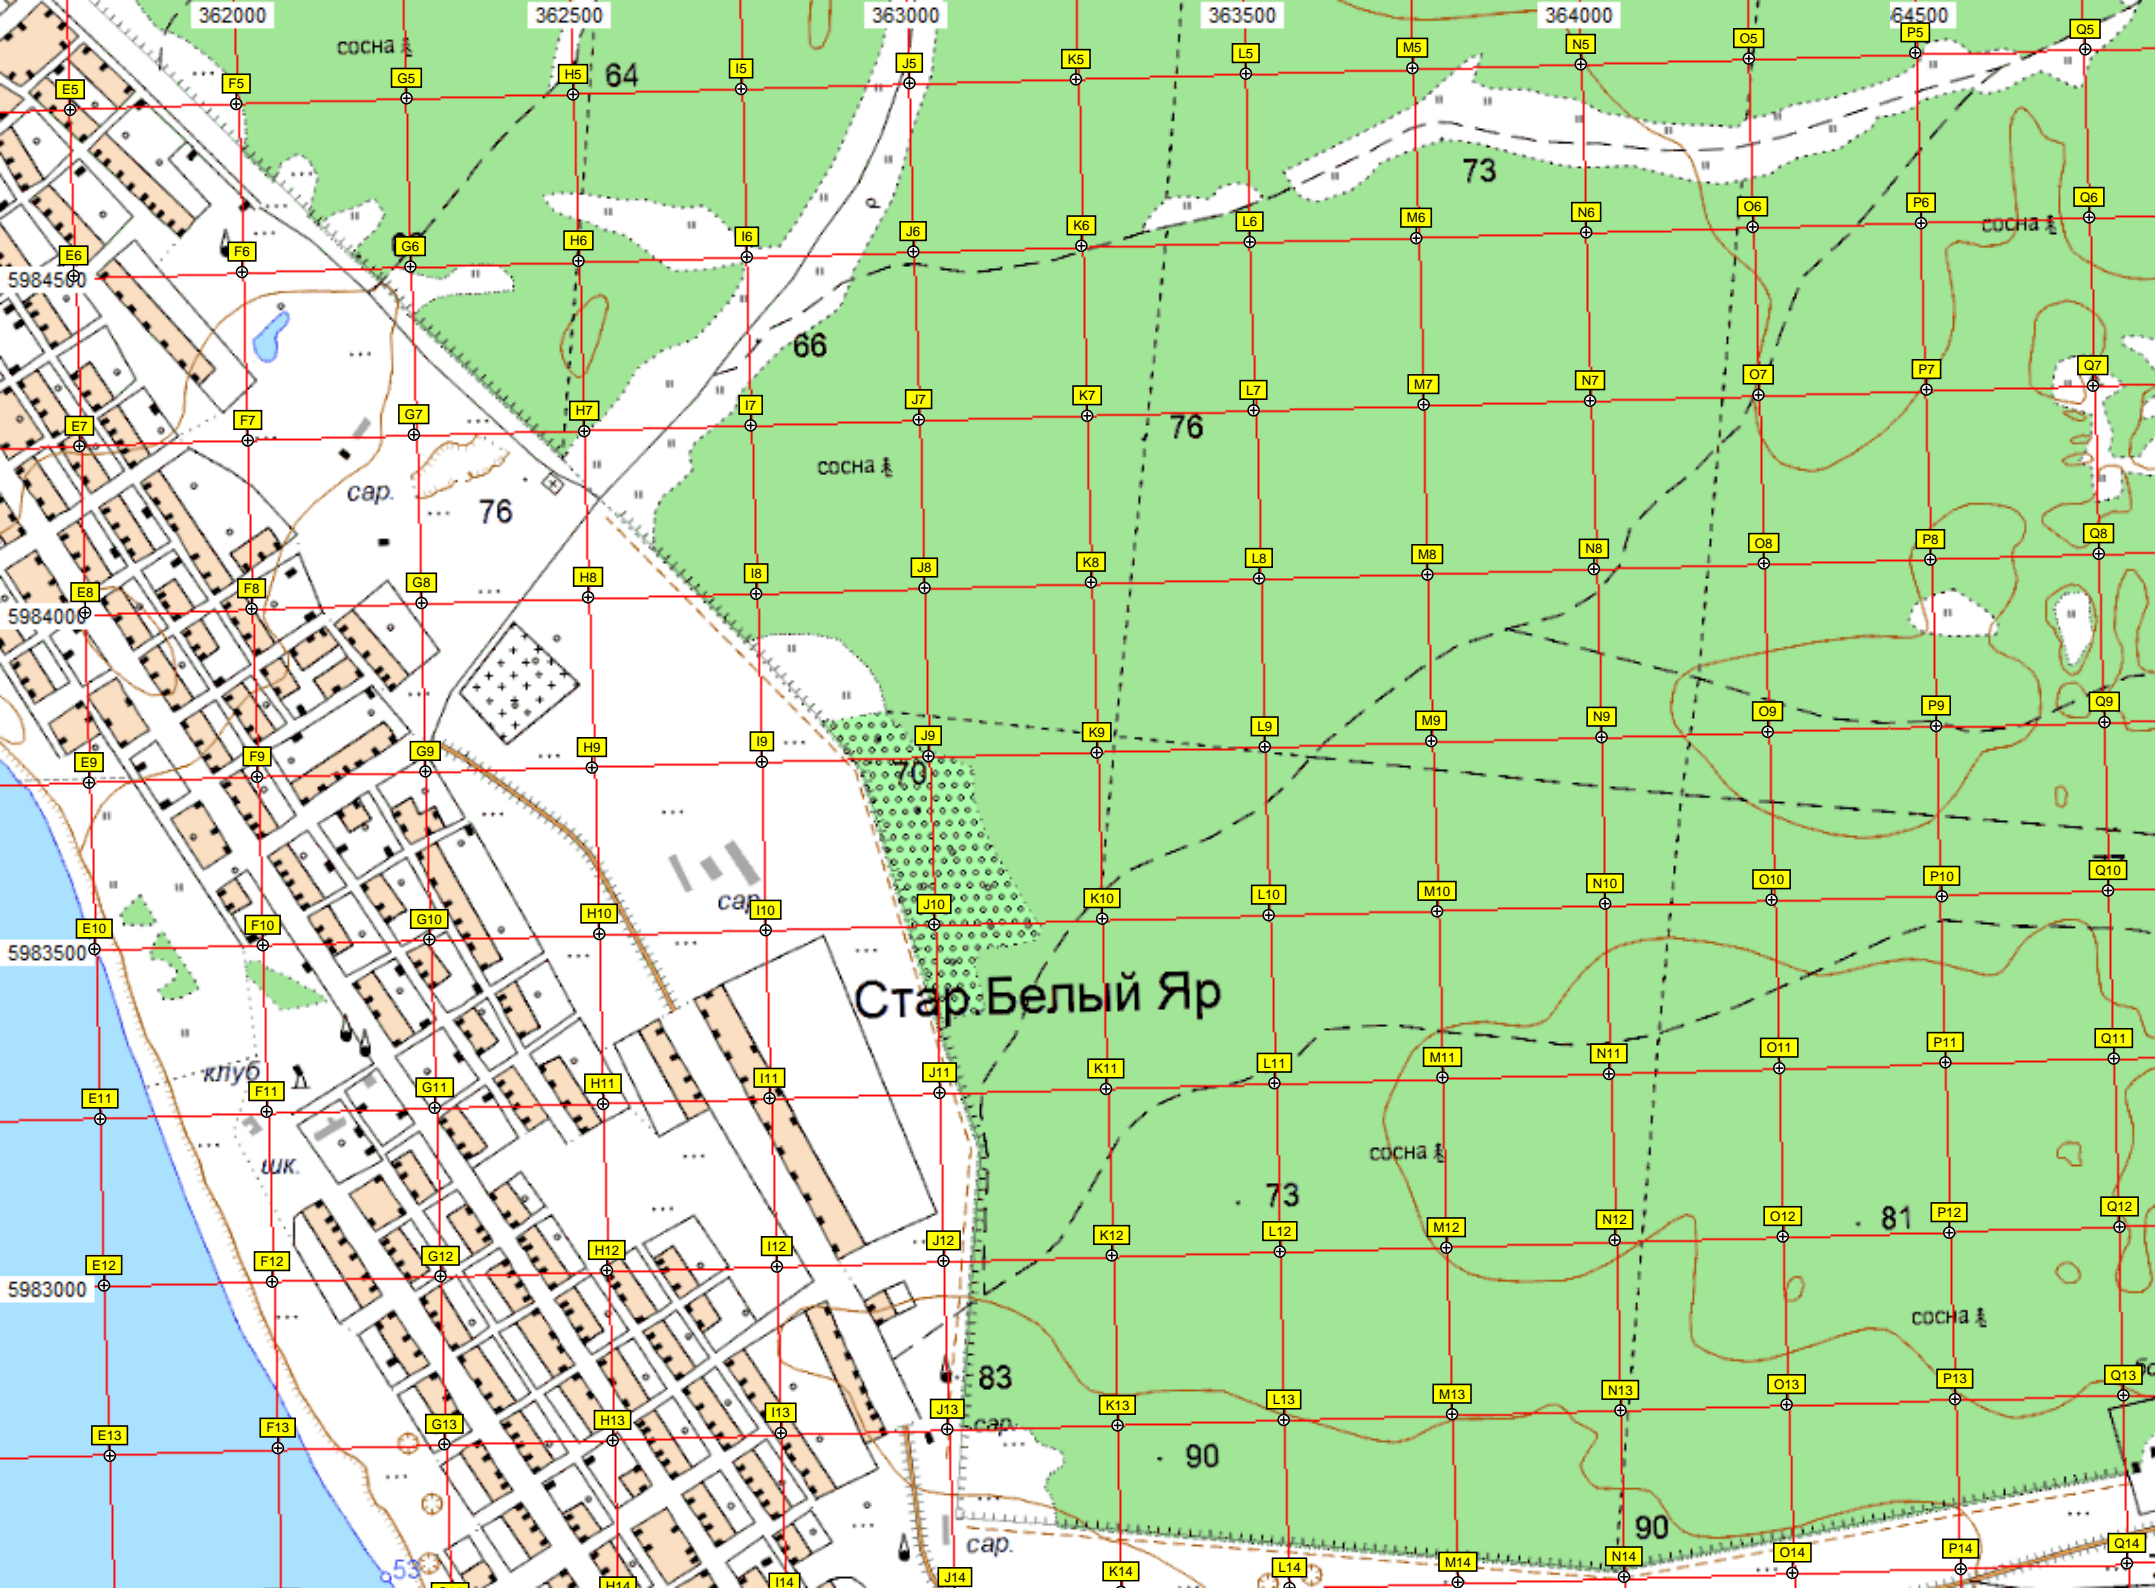 362000 362500 363000 363500 364000 64500
E5 F5 G5 H5 I5 J5 K5 L5 M5 N5 O5 P5 Q5
сосна 64
73
E6 F6 G6 H6 I6 J6 K6 L6 M6 N6 O6 P6 Q6
р
сосна
5984500
66
E7 F7 G7 H7 I7 J7 K7 L7 M7 N7 O7 P7 Q7
76
сосна
сар.
76
E8 F8 G8 H8 I8 J8 K8 L8 M8 N8 O8 P8 Q8
5984000
E9 F9 G9 H9 I9 J9 K9 L9 M9 N9 O9 P9 Q9
70
сар.
E10 F10 G10 H10 I10 J10 K10 L10 M10 N10 O10 P10 Q10
5983500
Стар.Белый Яр
клуб
E11 F11 G11 H11 I11 J11 K11 L11 M11 N11 O11 P11 Q11
сосна
шк.
73
81
E12 F12 G12 H12 I12 J12 K12 L12 M12 N12 O12 P12 Q12
5983000
сосна
83
E13 F13 G13 H13 I13 J13 K13 L13 M13 N13 O13 P13 Q13
сар.
90
90
сар.
53
H14 I14 J14 K14 L14 M14 N14 O14 P14 Q14